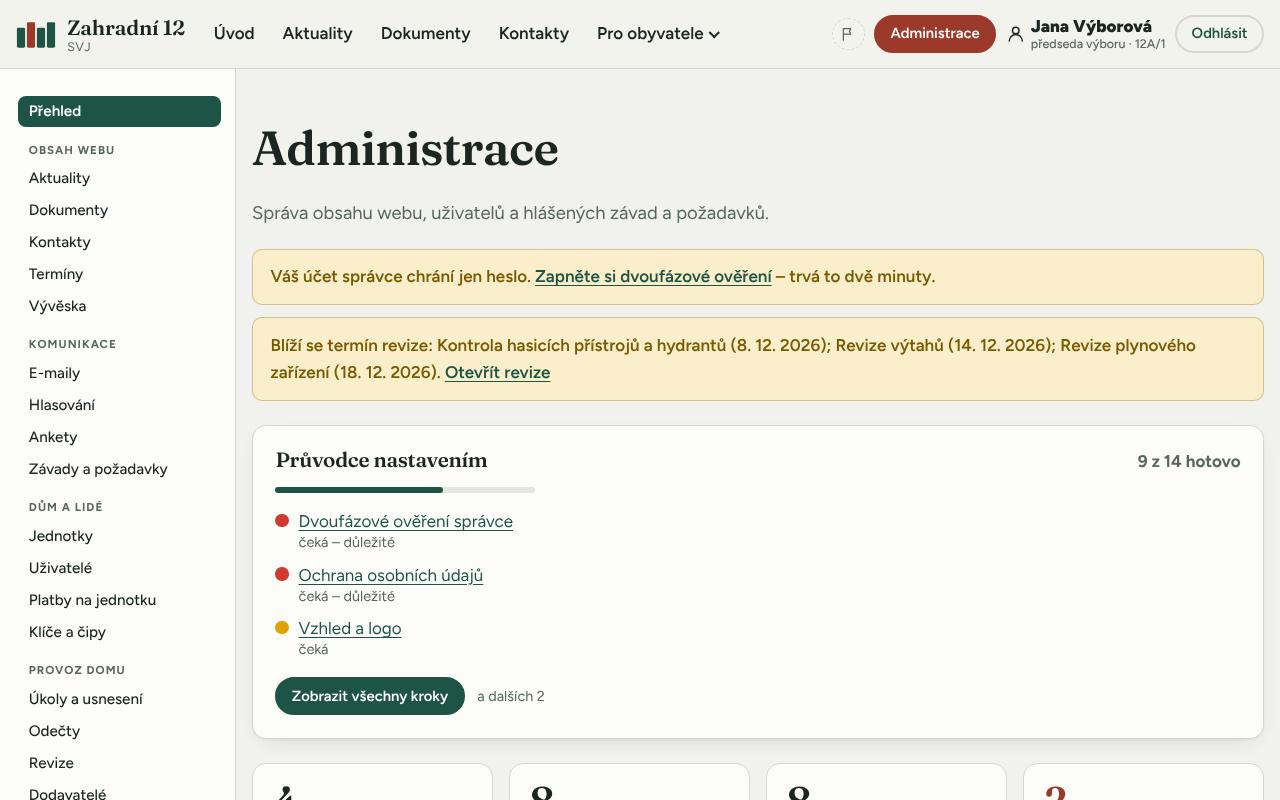 Zahradní 12
SVJ
Úvod
Aktuality
Dokumenty
Kontakty
Pro obyvatele
Administrace
Jana Výborová
předseda výboru · 12A/1
Odhlásit
Přehled
OBSAH WEBU
Aktuality
Dokumenty
Kontakty
Termíny
Vývěska
KOMUNIKACE
E-maily
Hlasování
Ankety
Závady a požadavky
DŮM A LIDÉ
Jednotky
Uživatelé
Platby na jednotku
Klíče a čipy
PROVOZ DOMU
Úkoly a usnesení
Odečty
Revize
Dodavatelé
Administrace
Správa obsahu webu, uživatelů a hlášených závad a požadavků.
Váš účet správce chrání jen heslo. Zapněte si dvoufázové ověření – trvá to dvě minuty.
Blíží se termín revize: Kontrola hasicích přístrojů a hydrantů (8. 12. 2026); Revize výtahů (14. 12. 2026); Revize plynového
zařízení (18. 12. 2026). Otevřít revize
Průvodce nastavením
9 z 14 hotovo
Dvoufázové ověření správce
čeká – důležité
Ochrana osobních údajů
čeká – důležité
Vzhled a logo
čeká
Zobrazit všechny kroky
a dalších 2